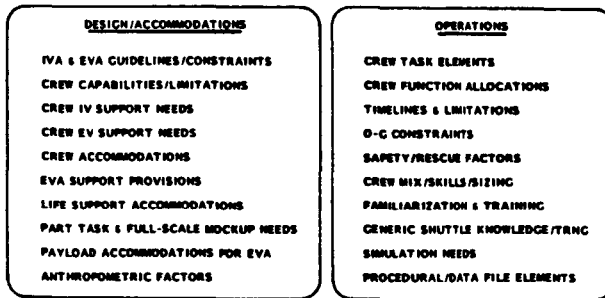 DESIGN/ACCOMMODATIONS
IVA & EVA GUIDELINES/CONSTRAINTS
CREW CAPABILITIES/LIMITATIONS
CREW IV SUPPORT NEEDS
CREW EV SUPPORT NEEDS
CREW ACCOMMODATIONS
EVA SUPPORT PROVISIONS
LIFE SUPPORT ACCOMMODATIONS
PART TASK & FULL-SCALE MOCKUP NEEDS
PAYLOAD ACCOMMODATIONS FOR EVA
ANTHROPOMETRIC FACTORS
OPERATIONS
CREW TASK ELEMENTS
CREW FUNCTION ALLOCATIONS
TIMELINES & LIMITATIONS
0-G CONSTRAINTS
SAFETY/RESCUE FACTORS
CREW MIX/SKILLS/SIZING
FAMILIARIZATION & TRAINING
GENERIC SHUTTLE KNOWLEDGE/TRNG
SIMULATION NEEDS
PROCEDURAL/DATA FILE ELEMENTS